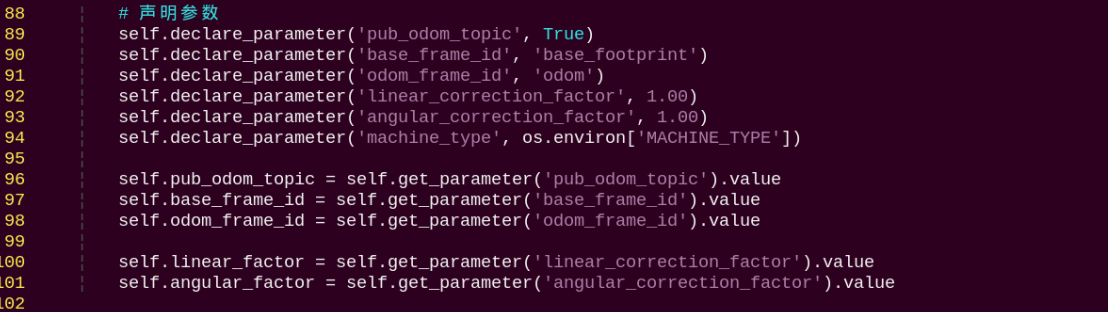 88 # 声明参数
89 self.declare_parameter('pub_odom_topic', True)
90 self.declare_parameter('base_frame_id', 'base_footprint')
91 self.declare_parameter('odom_frame_id', 'odom')
92 self.declare_parameter('linear_correction_factor', 1.00)
93 self.declare_parameter('angular_correction_factor', 1.00)
94 self.declare_parameter('machine_type', os.environ['MACHINE_TYPE'])
95
96 self.pub_odom_topic = self.get_parameter('pub_odom_topic').value
97 self.base_frame_id = self.get_parameter('base_frame_id').value
98 self.odom_frame_id = self.get_parameter('odom_frame_id').value
99
100 self.linear_factor = self.get_parameter('linear_correction_factor').value
101 self.angular_factor = self.get_parameter('angular_correction_factor').value
102